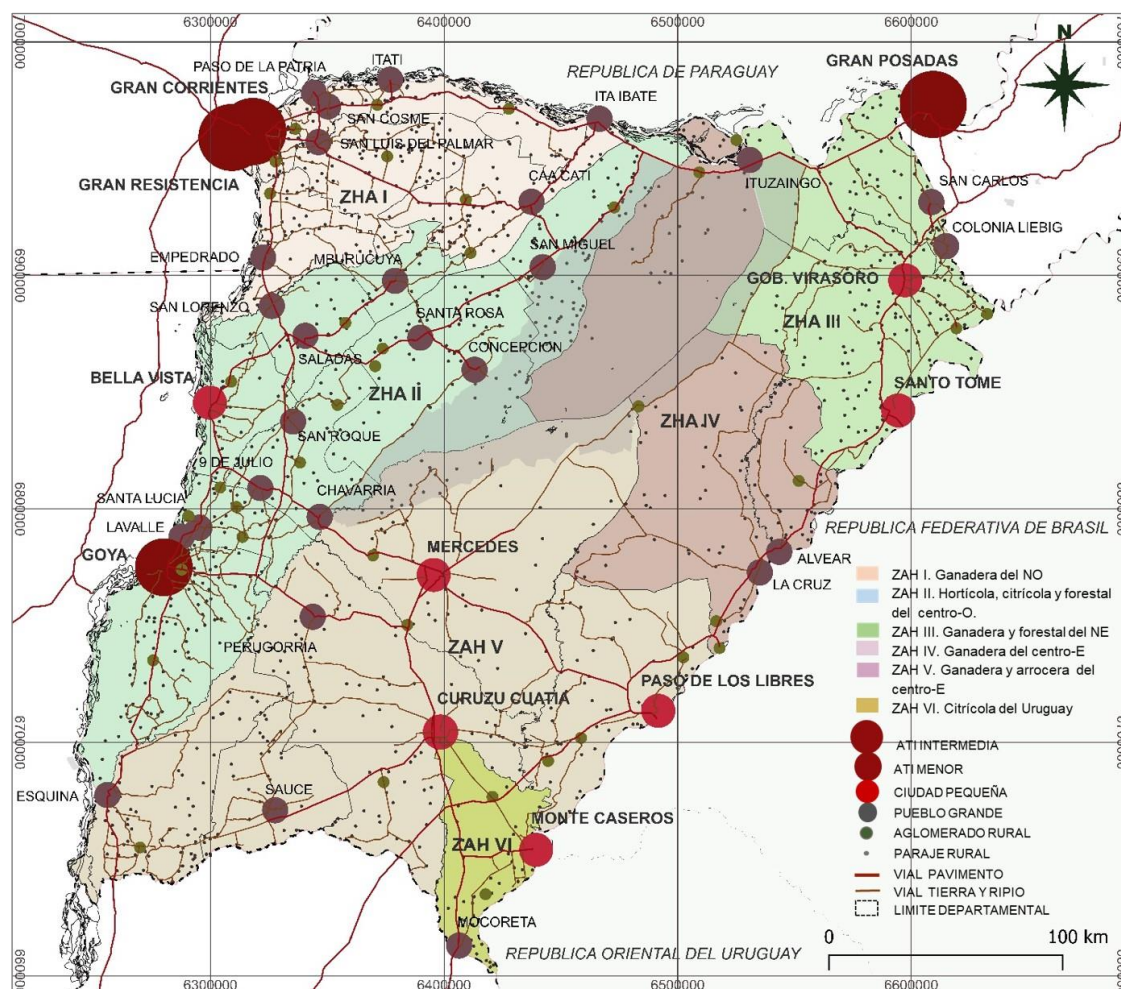 6300000
6400000
6500000
6600000
PASO DE LA PATRIA
ITATI
REPUBLICA DE PARAGUAY
GRAN POSADAS
N
GRAN CORRIENTES
ITA IBATE
SAN COSME
SAN LUIS DEL PALMAR
GRAN RESISTENCIA
ZHA I
CAA CATI
ITUZAINGO
SAN CARLOS
COLONIA LIEBIG
EMPEDRADO
MBURUCUYA
SAN MIGUEL
GOB. VIRASORO
SAN LORENZO
SANTA ROSA
ZHA III
SALADAS
CONCEPCION
BELLA VISTA
ZHA II
SANTO TOME
SAN ROQUE
ZHA IV
9 DE JULIO
SANTA LUCIA
CHAVARRIA
LAVALLE
REPUBLICA FEDERATIVA DE BRASIL
GOYA
MERCEDES
ALVEAR
LA CRUZ
PERUGORRIA
ZAH V
PASO DE LOS LIBRES
CURUZU CUATIA
ESQUINA
SAUCE
MONTE CASEROS
ZAH VI
MOCORETA
REPUBLICA ORIENTAL DEL URUGUAY
ZAH I. Ganadera del NO
ZAH II. Hortícola, citrícola y forestal
del centro-O.
ZAH III. Ganadera y forestal del NE
ZAH IV. Ganadera del centro-E
ZAH V. Ganadera y arrocera del
centro-E
ZAH VI. Citrícola del Uruguay
ATI INTERMEDIA
ATI MENOR
CIUDAD PEQUEÑA
PUEBLO GRANDE
AGLOMERADO RURAL
PARAJE RURAL
VIAL PAVIMENTO
VIAL TIERRA Y RIPIO
LIMITE DEPARTAMENTAL
0
100 km
6300000
6400000
6500000
6600000